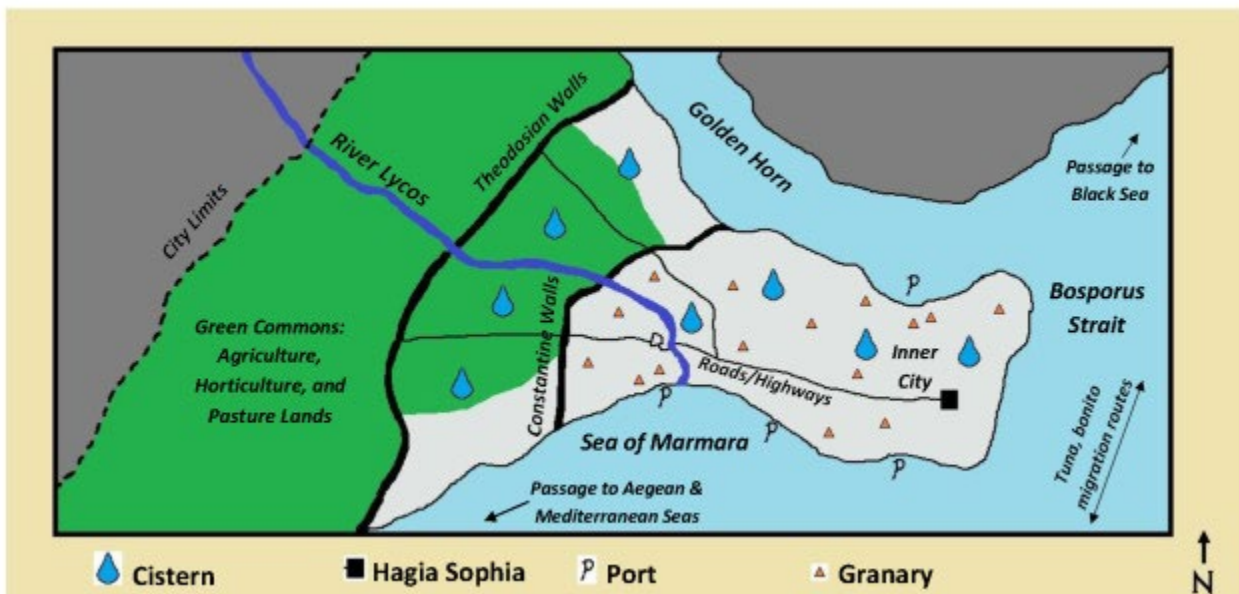 Theodosian Walls
Golden Horn
Passage to
Black Sea
River Lycos
City Limits
Bosporus
Strait
Green Commons:
Agriculture,
Horticulture, and
Pasture Lands
Constantine Walls
Inner
City
Roads/Highways
Sea of Marmara
Tuna, bonito
migration routes
Passage to Aegean &
Mediterranean Seas
Cistern
Hagia Sophia
Port
Granary
N